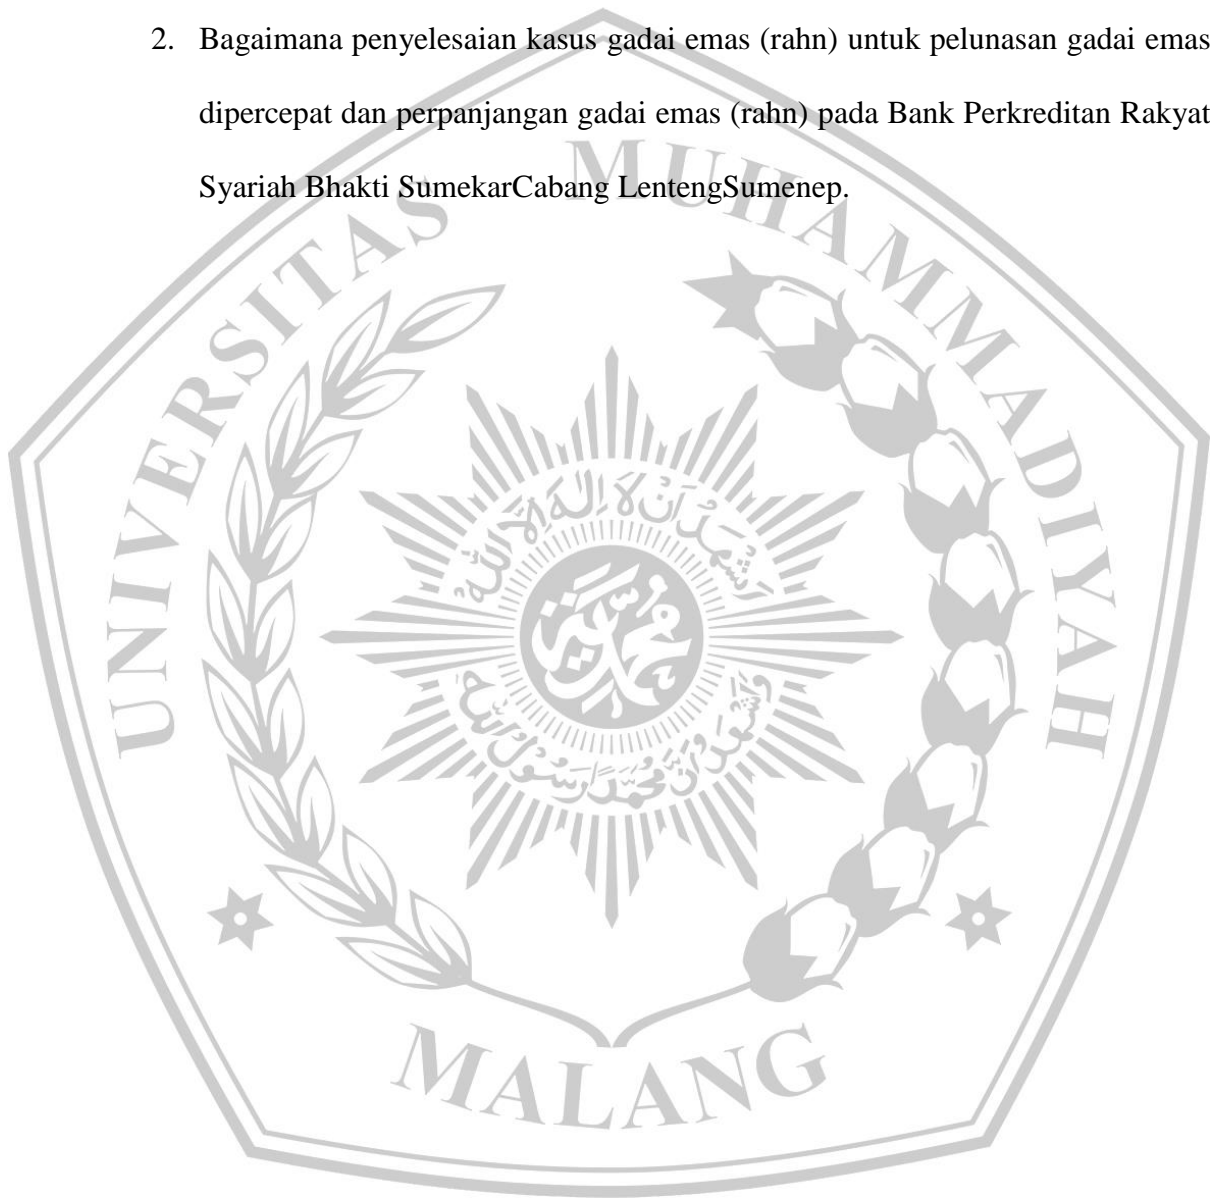 2. Bagaimana penyelesaian kasus gadai emas (rahn) untuk pelunasan gadai emas
dipercepat dan perpanjangan gadai emas (rahn) pada Bank Perkreditan Rakyat
Syariah Bhakti SumekarCabang LentengSumenep.
UNIVERSITAS MUHAMMADIYAH
MALANG